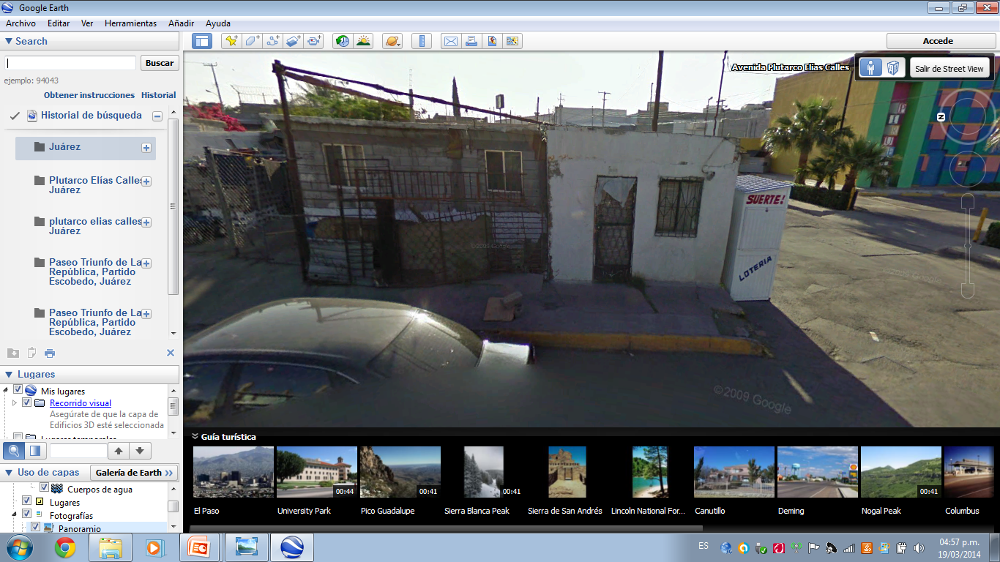 Google Earth
Archivo Editar Ver Herramientas Añadir Ayuda
Search
Buscar
ejemplo: 94043
Obtener instrucciones Historial
Historial de búsqueda
Juárez
Plutarco Elías Calles
Juárez
plutarco elias calles
Juárez
Paseo Triunfo de La
República, Partido
Escobedo, Juárez
Paseo Triunfo de La
República, Partido
Escobedo, Juárez
Lugares
Mis lugares
Recorrido visual
Asegúrate de que la capa de
Edificios 3D esté seleccionada
Lugares temporales
Uso de capas
Galería de Earth >>
Cuerpos de agua
Lugares
Fotografías
Panoramio
Accede
Avenida Plutarco Elías Calles
Salir de Street View
N
SUERTE!
LOTERIA
©2009 Google
©2009 Google
©2009 Google
Guía turística
00:44
00:41
00:41
00:41
El Paso
University Park
Pico Guadalupe
Sierra Blanca Peak
Sierra de San Andrés
Lincoln National For...
Canutillo
Deming
Nogal Peak
Columbus
ES
04:57 p.m.
19/03/2014